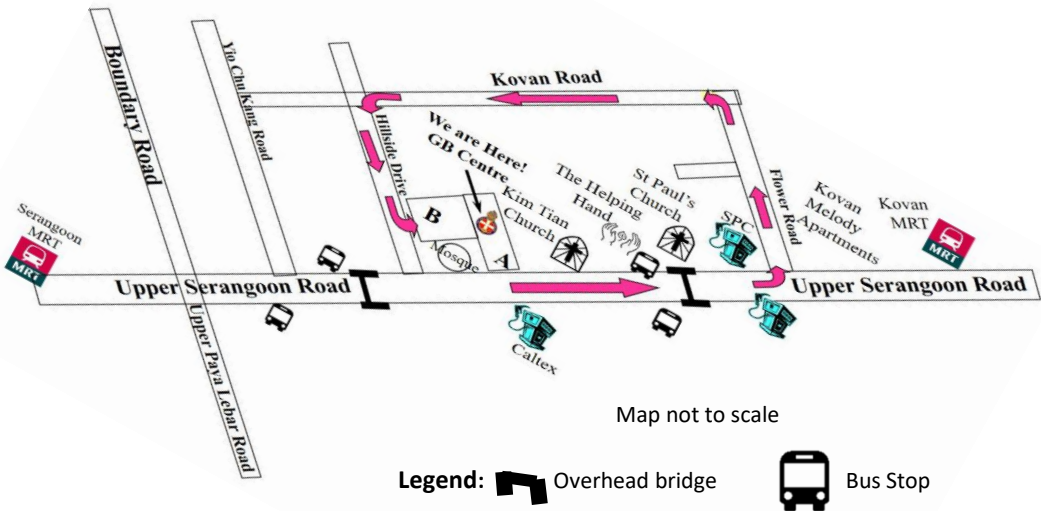 Boundary Road
Yio Chu Kang Road
Hillside Drive
Kovan Road
We are Here!
GB Centre
B
A
Mosque
Kim Tian
Church
The Helping
Hand
St Paul's
Church
SPC
Flower Road
Kovan
Melody
Apartments
Kovan
MRT
MRT
Serangoon
MRT
MRT
Upper Serangoon Road
Upper Serangoon Road
Upper Paya Lebar Road
Caltex
Map not to scale
Legend: Overhead bridge Bus Stop